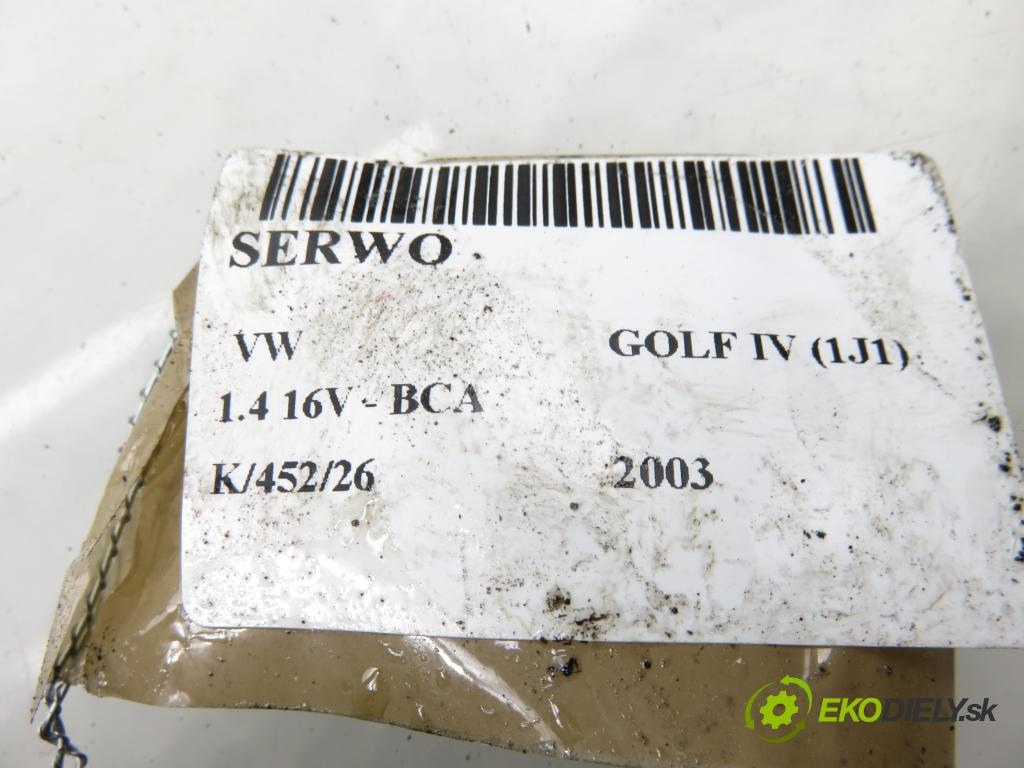 SERWO
VW GOLF IV (1J1)
1.4 16V - BCA
K/452/26 2003
EKODIELY.sk